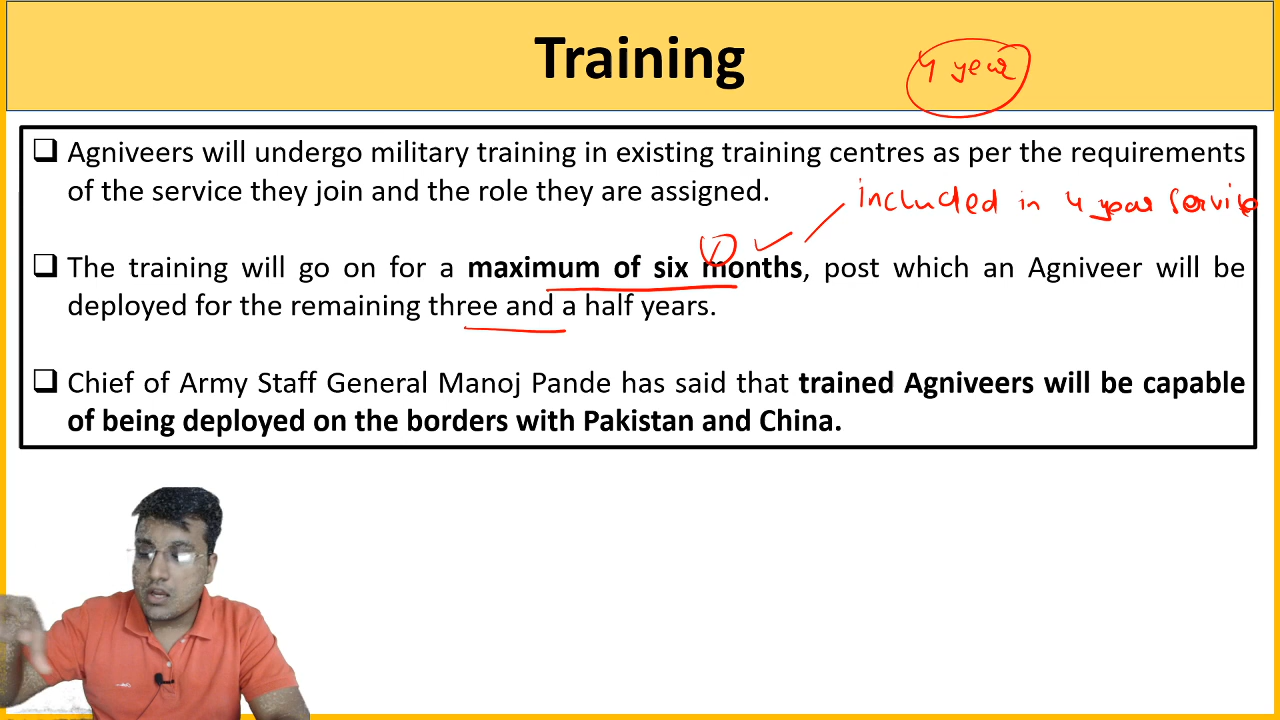 Training
4 year
❑ Agniveers will undergo military training in existing training centres as per the requirements
of the service they join and the role they are assigned.
included in 4 year service
❑ The training will go on for a maximum of six months, post which an Agniveer will be
deployed for the remaining three and a half years.
❑ Chief of Army Staff General Manoj Pande has said that trained Agniveers will be capable
of being deployed on the borders with Pakistan and China.